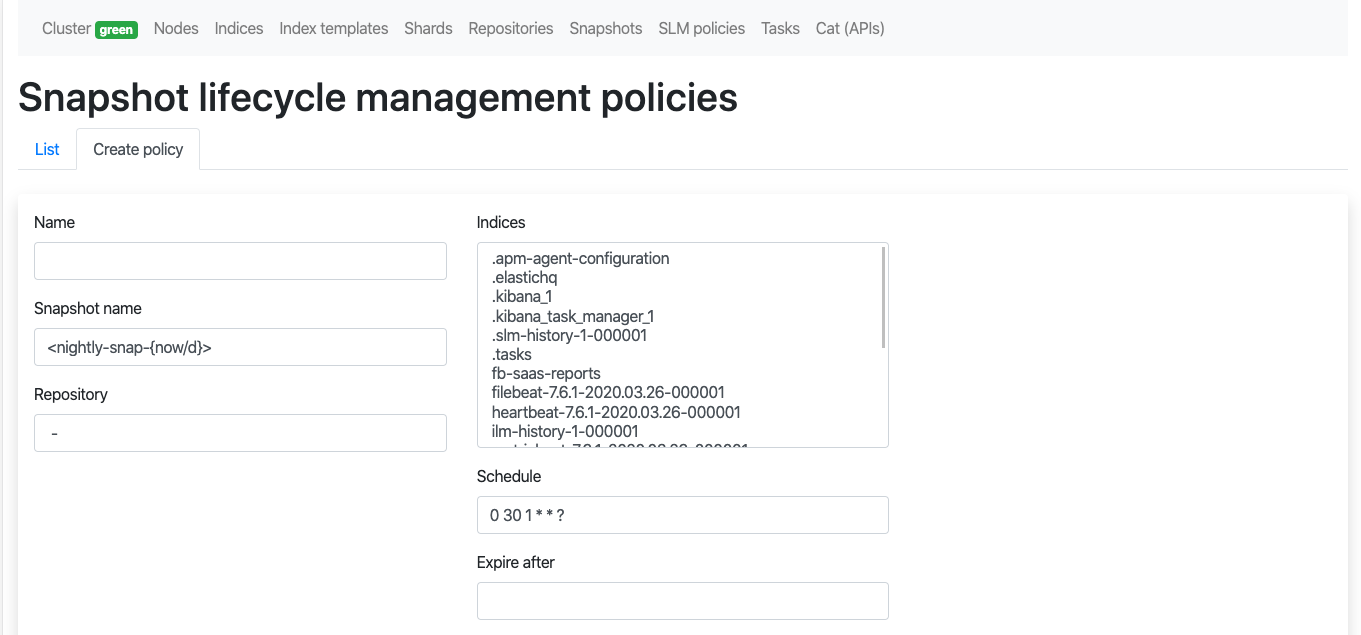 Cluster green Nodes Indices Index templates Shards Repositories Snapshots SLM policies Tasks Cat (APIs)
Snapshot lifecycle management policies
List Create policy
Name
Snapshot name
<nightly-snap-{now/d}>
Repository
-
Indices
.apm-agent-configuration
.elastichq
.kibana_1
.kibana_task_manager_1
.slm-history-1-000001
.tasks
fb-saas-reports
filebeat-7.6.1-2020.03.26-000001
heartbeat-7.6.1-2020.03.26-000001
ilm-history-1-000001
Schedule
0 30 1 * * ?
Expire after